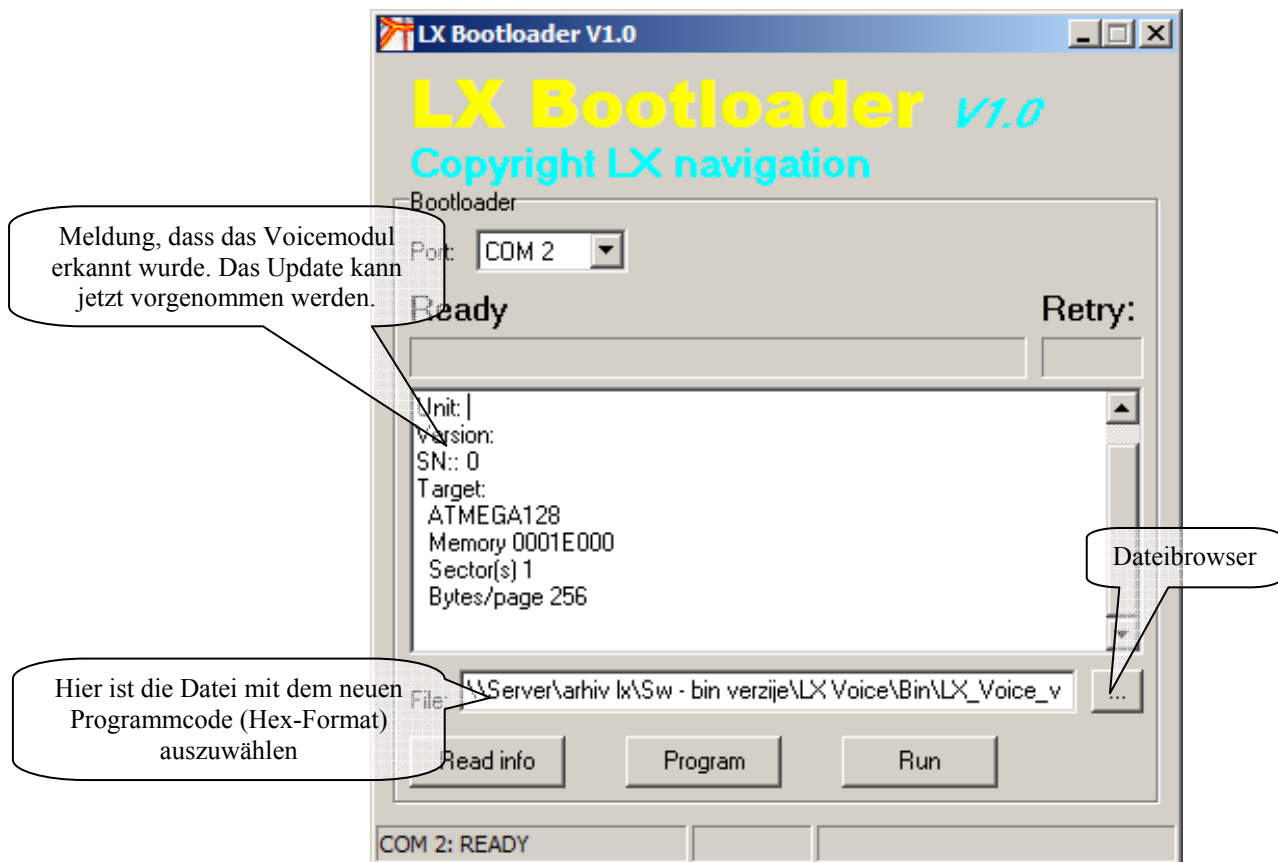 LX Bootloader V1.0
LX Bootloader V1.0
Copyright LX navigation
Bootloader
Meldung, dass das Voicemodul
erkannt wurde. Das Update kann
jetzt vorgenommen werden.
Port: COM 2
Ready Retry:
Unit:
Version:
SN:: 0
Target:
ATMEGA128
Memory 0001E000
Sector(s) 1
Bytes/page 256
Dateibrowser
Hier ist die Datei mit dem neuen
Programmcode (Hex-Format)
auszuwählen
File: \\Server\arhiv lx\Sw - bin verzije\LX Voice\Bin\LX_Voice_v ...
Read info Program Run
COM 2: READY